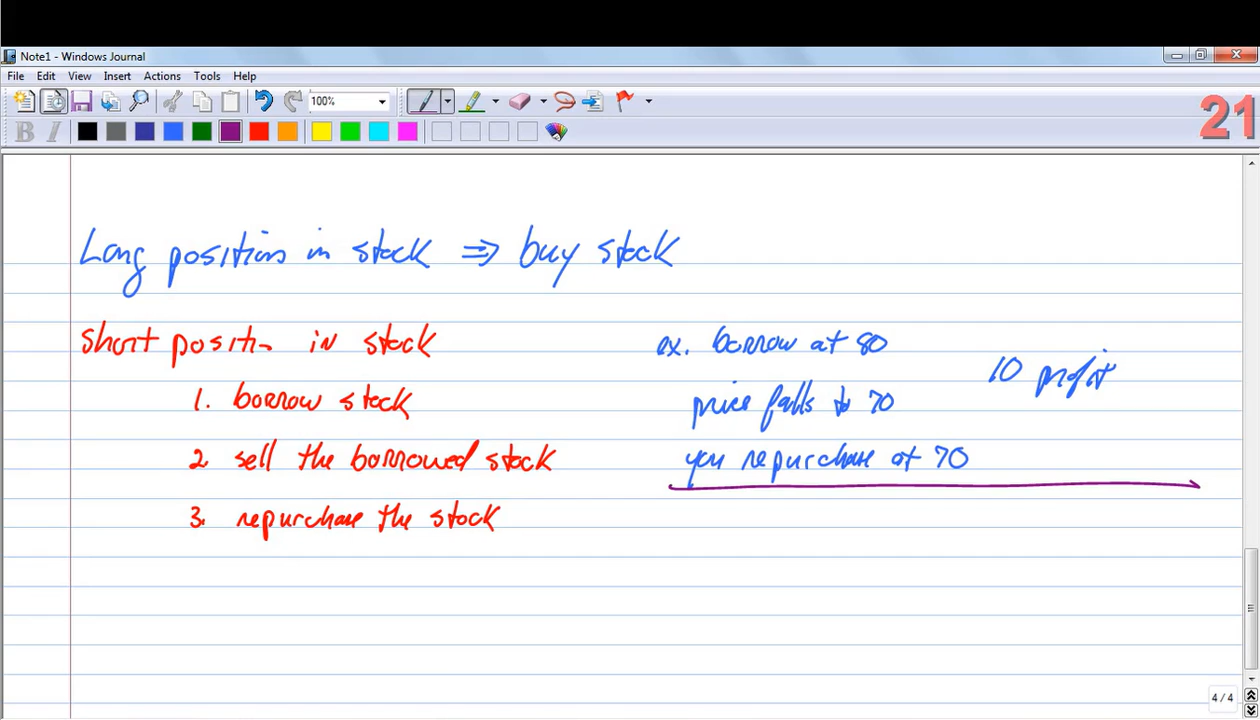 Note1 - Windows Journal
File Edit View Insert Actions Tools Help
100%
B I
21
Long position in stock ⇒ buy stock
Short position in stock
1. borrow stock
2. sell the borrowed stock
3. repurchase the stock
ex. borrow at 80
price falls to 70
you repurchase at 70
10 profit
4 / 4